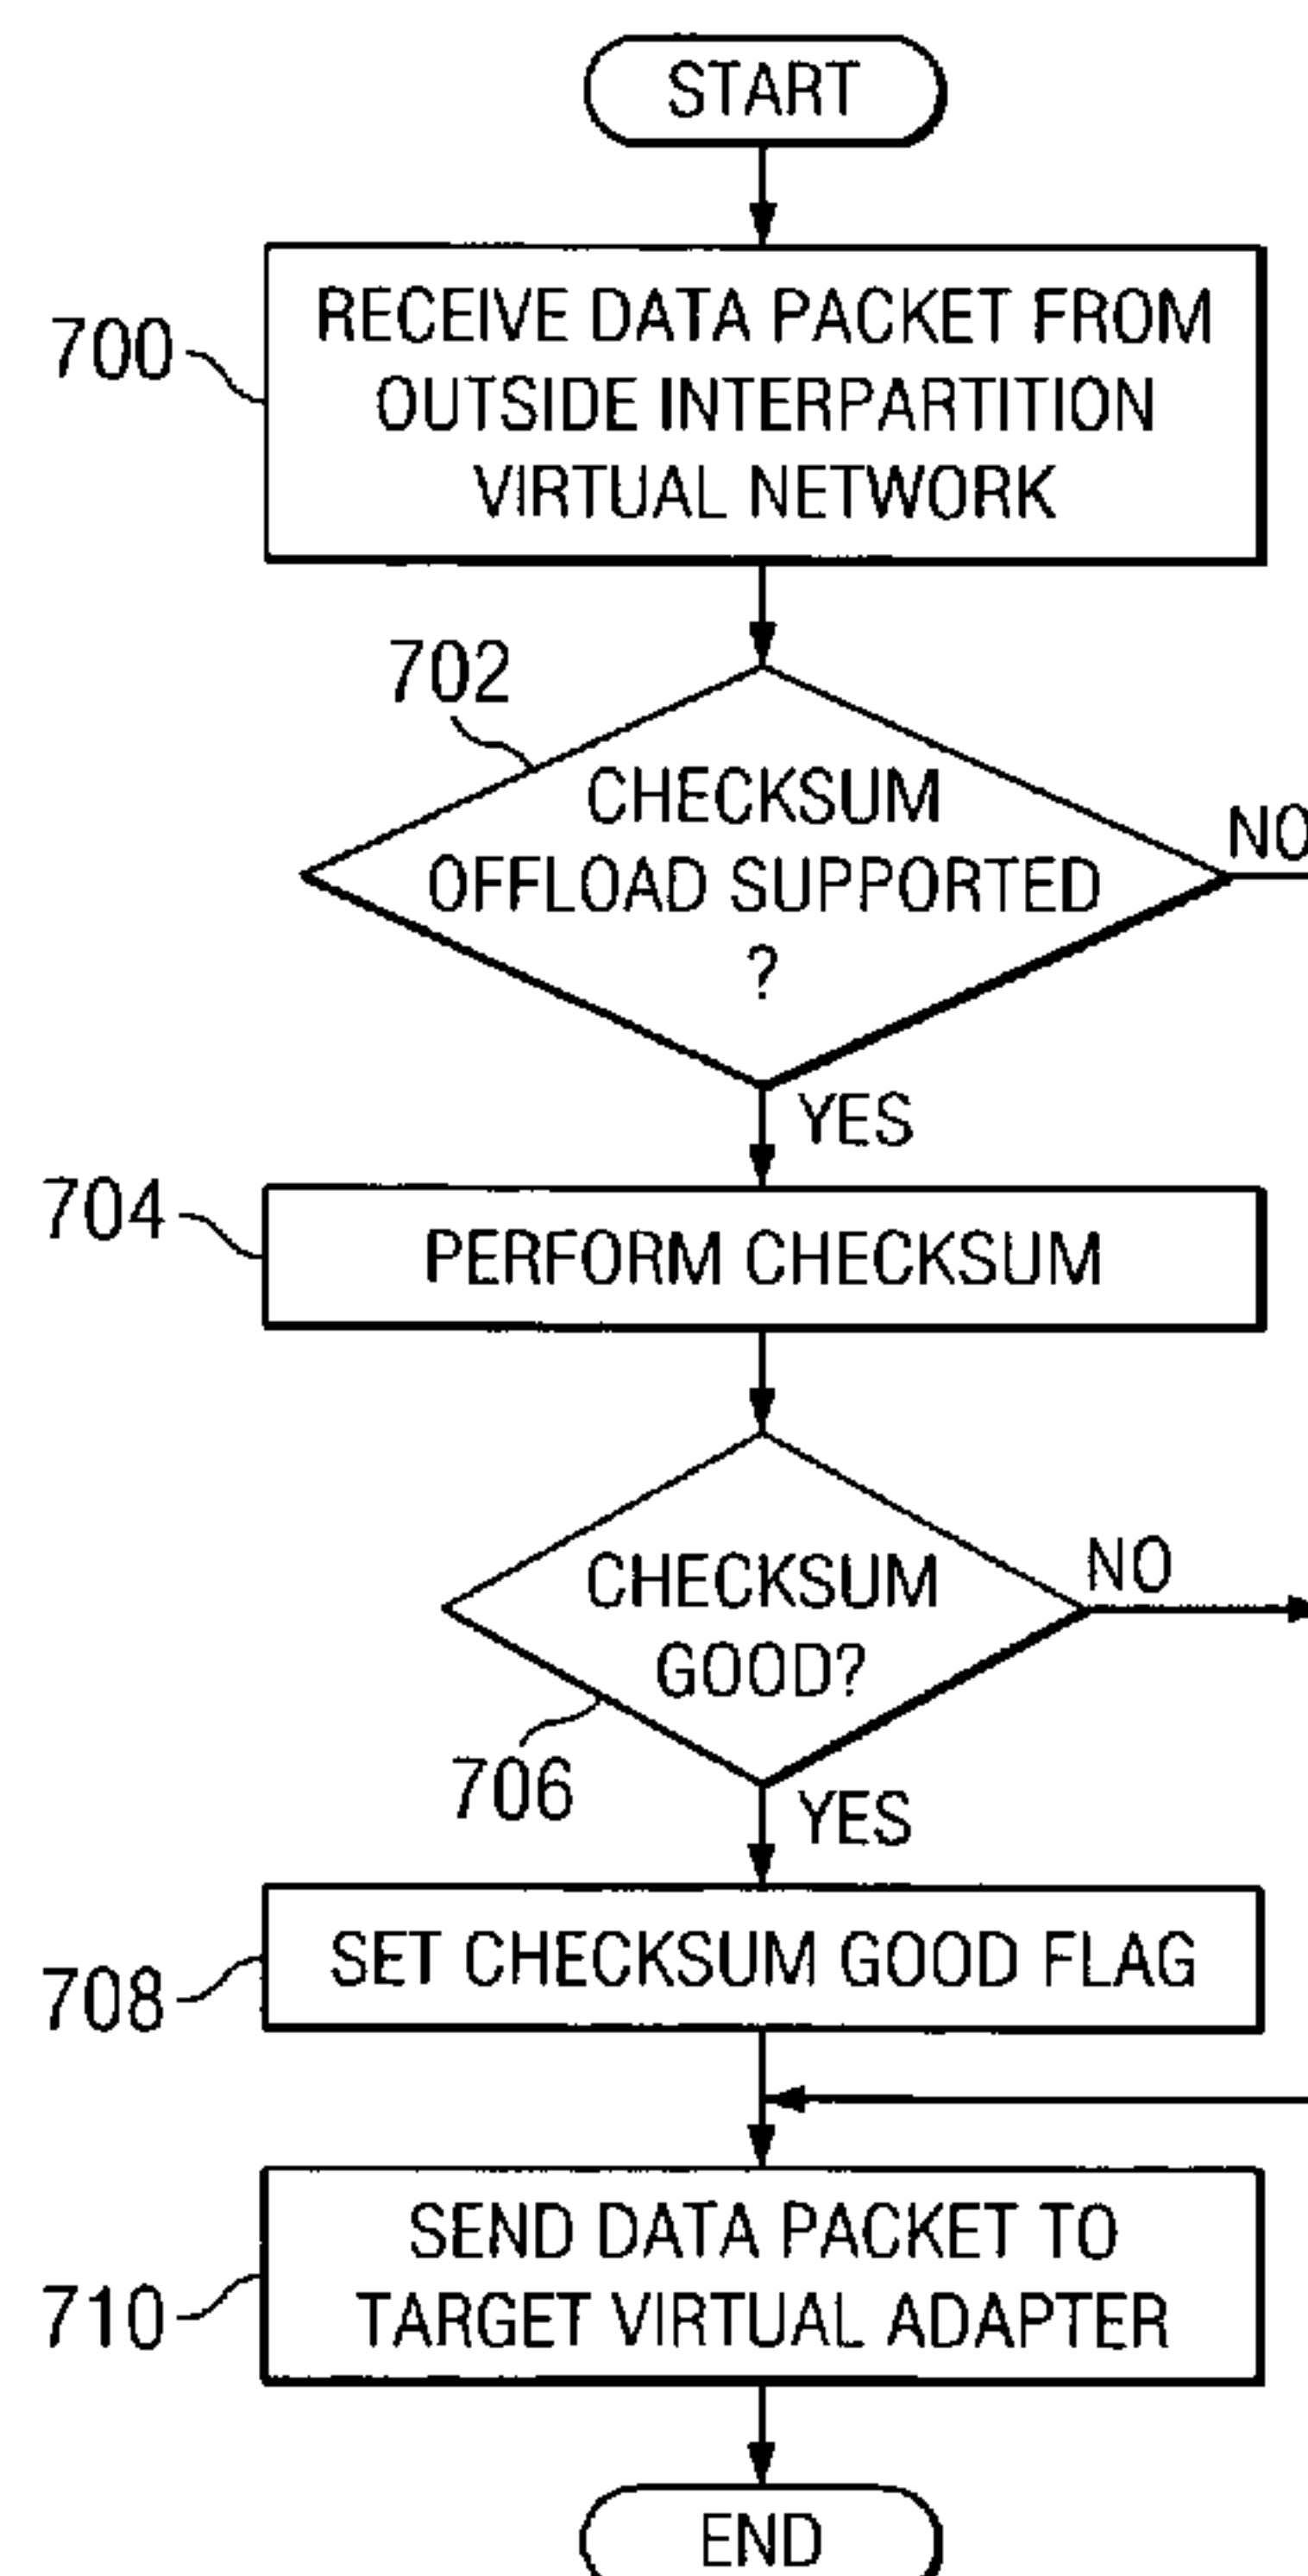 START
700
RECEIVE DATA PACKET FROM
OUTSIDE INTERPARTITION
VIRTUAL NETWORK
702
CHECKSUM
OFFLOAD SUPPORTED
?
NO
YES
704
PERFORM CHECKSUM
CHECKSUM
GOOD?
NO
706
YES
708
SET CHECKSUM GOOD FLAG
710
SEND DATA PACKET TO
TARGET VIRTUAL ADAPTER
END